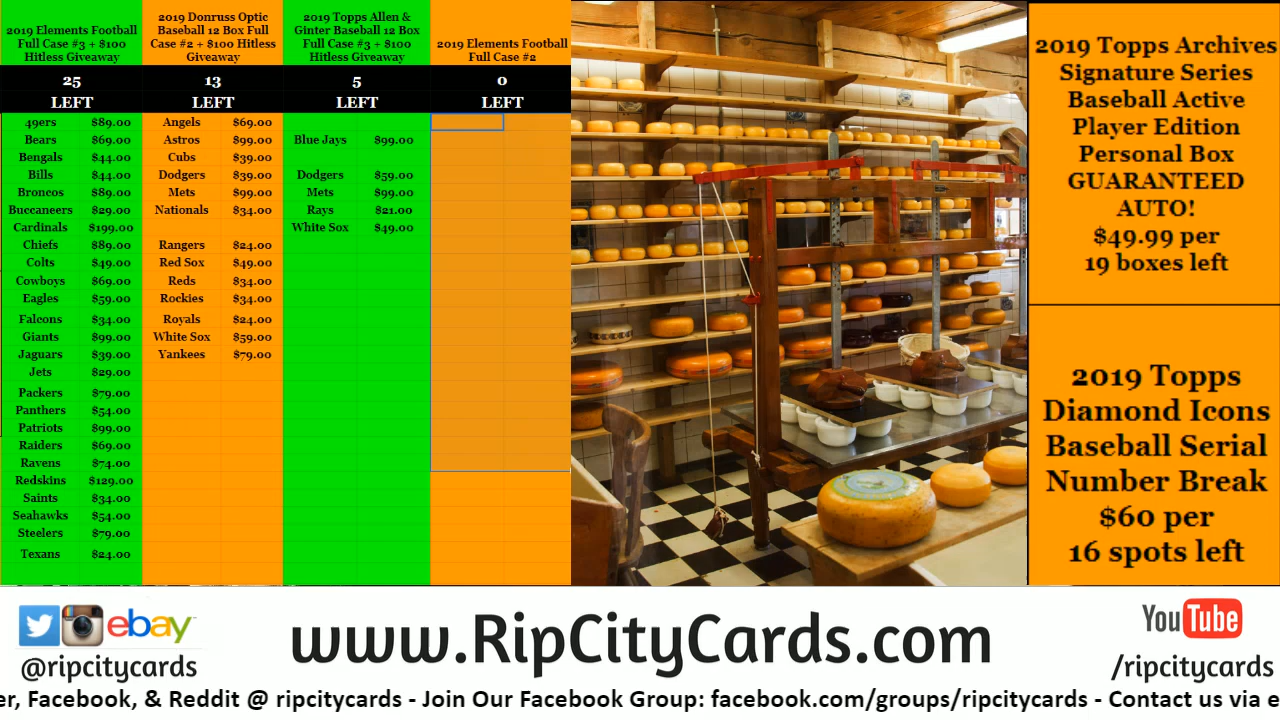 2019 Elements Football
Full Case #3 + $100
Hitless Giveaway
25
LEFT
49ers $89.00
Bears $69.00
Bengals $44.00
Bills $44.00
Broncos $89.00
Buccaneers $29.00
Cardinals $199.00
Chiefs $89.00
Colts $49.00
Cowboys $69.00
Eagles $59.00
Falcons $34.00
Giants $99.00
Jaguars $39.00
Jets $29.00
Packers $79.00
Panthers $54.00
Patriots $99.00
Raiders $69.00
Ravens $74.00
Redskins $129.00
Saints $34.00
Seahawks $54.00
Steelers $79.00
Texans $24.00
2019 Donruss Optic
Baseball 12 Box Full
Case #2 + $100 Hitless
Giveaway
13
LEFT
Angels $69.00
Astros $99.00
Cubs $39.00
Dodgers $39.00
Mets $99.00
Nationals $34.00
Rangers $24.00
Red Sox $49.00
Reds $34.00
Rockies $34.00
Royals $24.00
White Sox $59.00
Yankees $79.00
2019 Topps Allen &
Ginter Baseball 12 Box
Full Case #3 + $100
Hitless Giveaway
5
LEFT
Blue Jays $99.00
Dodgers $59.00
Mets $99.00
Rays $21.00
White Sox $49.00
2019 Elements Football
Full Case #2
0
LEFT
2019 Topps Archives
Signature Series
Baseball Active
Player Edition
Personal Box
GUARANTEED
AUTO!
$49.99 per
19 boxes left
2019 Topps
Diamond Icons
Baseball Serial
Number Break
$60 per
16 spots left
ebay
@ripcitycards
www.RipCityCards.com
YouTube
/ripcitycards
er, Facebook, & Reddit @ ripcitycards - Join Our Facebook Group: facebook.com/groups/ripcitycards - Contact us via e